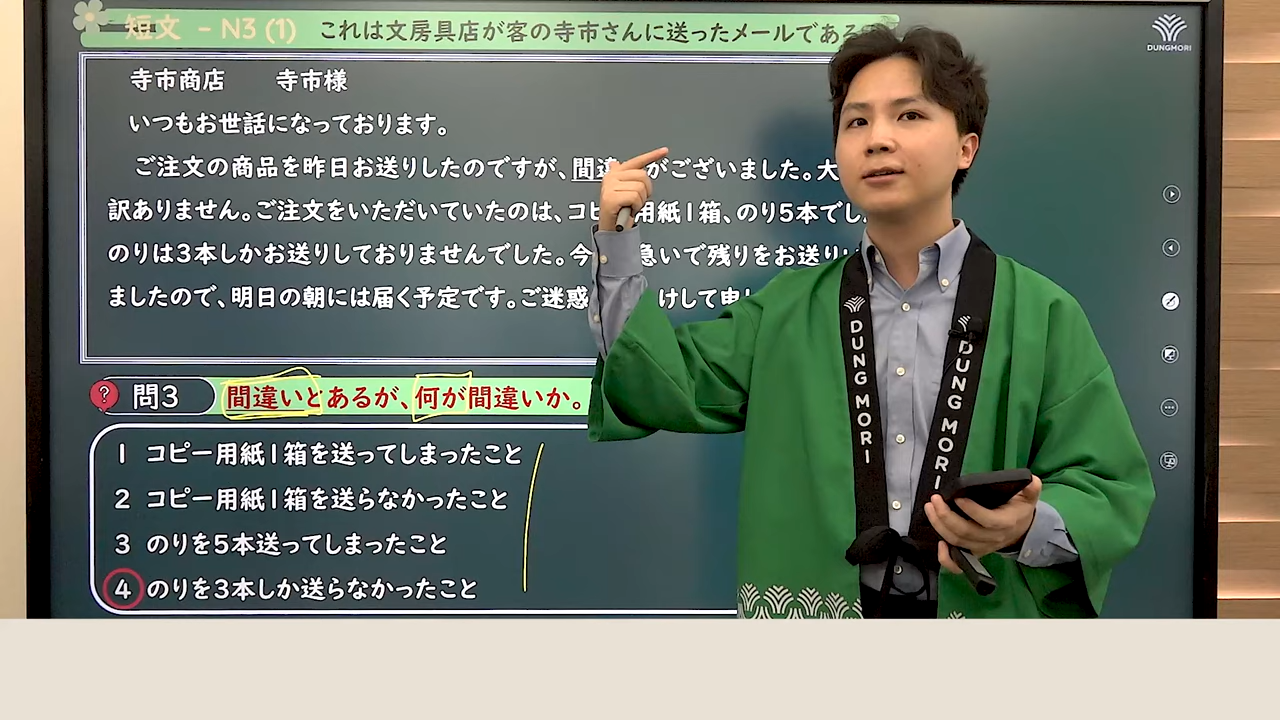 短文 - N3 (1) これは文房具店が客の寺市さんに送ったメールである
DUNGMORI
寺市商店 寺市様
いつもお世話になっております。
ご注文の商品を昨日お送りしたのですが、間違 がございました。大
訳ありません。ご注文をいただいていたのは、コピ 用紙1箱、のり5本でし
のりは3本しかお送りしておりませんでした。今 急いで残りをお送り
ましたので、明日の朝には届く予定です。ご迷惑 けして申
? 問3 間違いとあるが、何が間違いか。
1 コピー用紙1箱を送ってしまったこと
2 コピー用紙1箱を送らなかったこと
3 のりを5本送ってしまったこと
4 のりを3本しか送らなかったこと
DUNG MORI
DUNG MORI